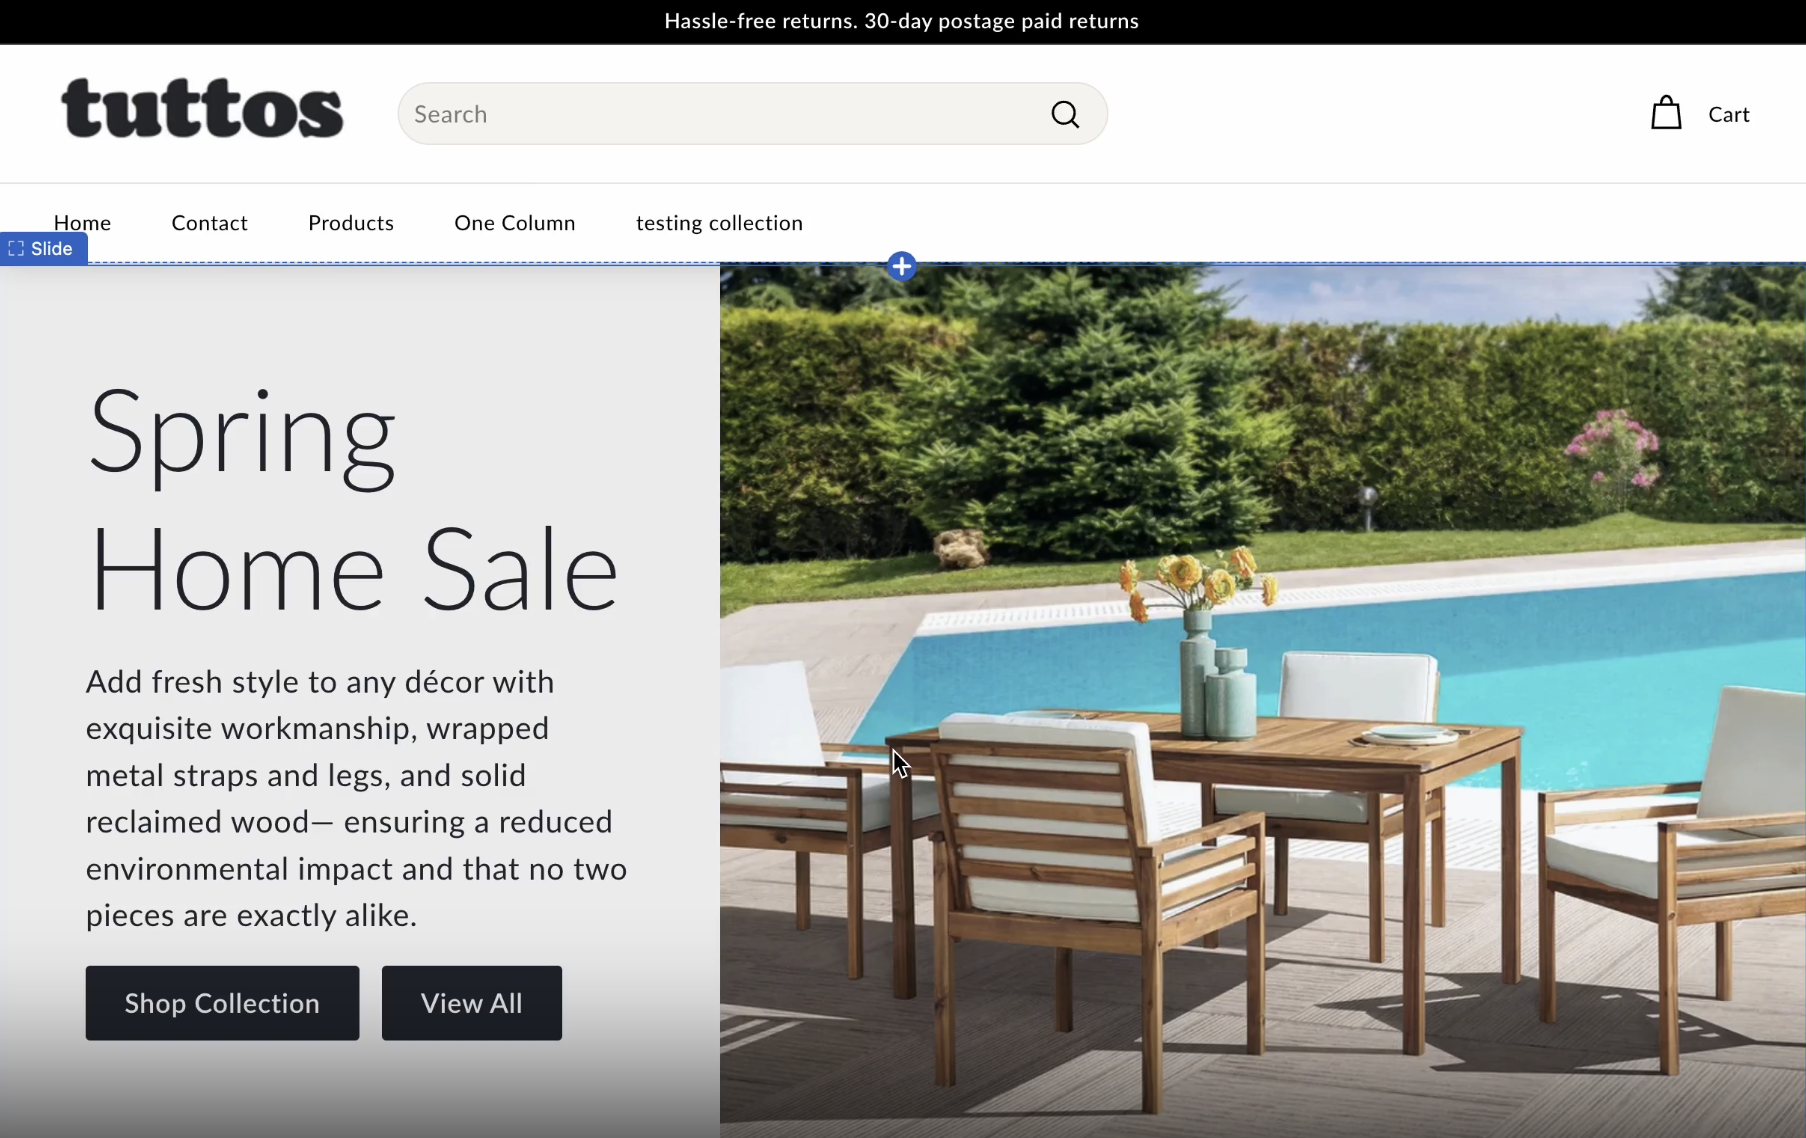 Hassle-free returns. 30-day postage paid returns
tuttos
Search
Cart
Home
Contact
Products
One Column
testing collection
Slide
Spring
Home Sale
Add fresh style to any décor with
exquisite workmanship, wrapped
metal straps and legs, and solid
reclaimed wood— ensuring a reduced
environmental impact and that no two
pieces are exactly alike.
Shop Collection
View All